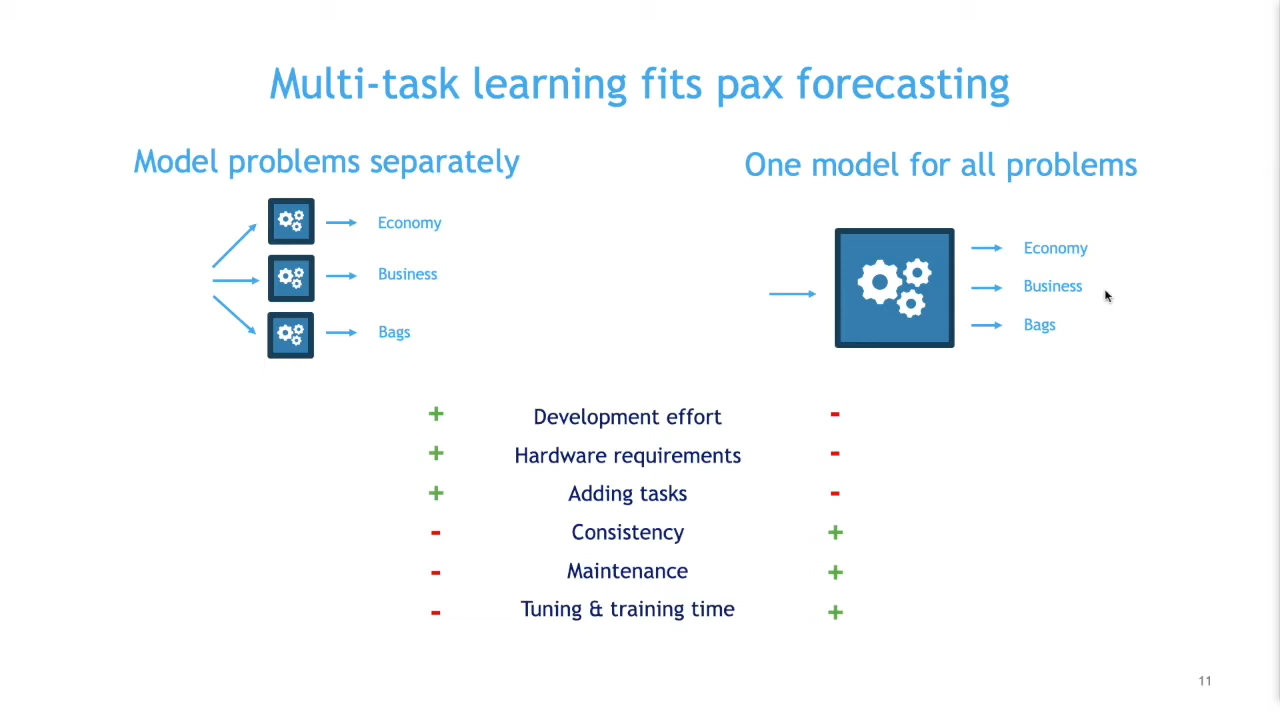 Multi-task learning fits pax forecasting
Model problems separately
Economy
Business
Bags
One model for all problems
Economy
Business
Bags
+ Development effort -
+ Hardware requirements -
+ Adding tasks -
- Consistency +
- Maintenance +
- Tuning & training time +
11